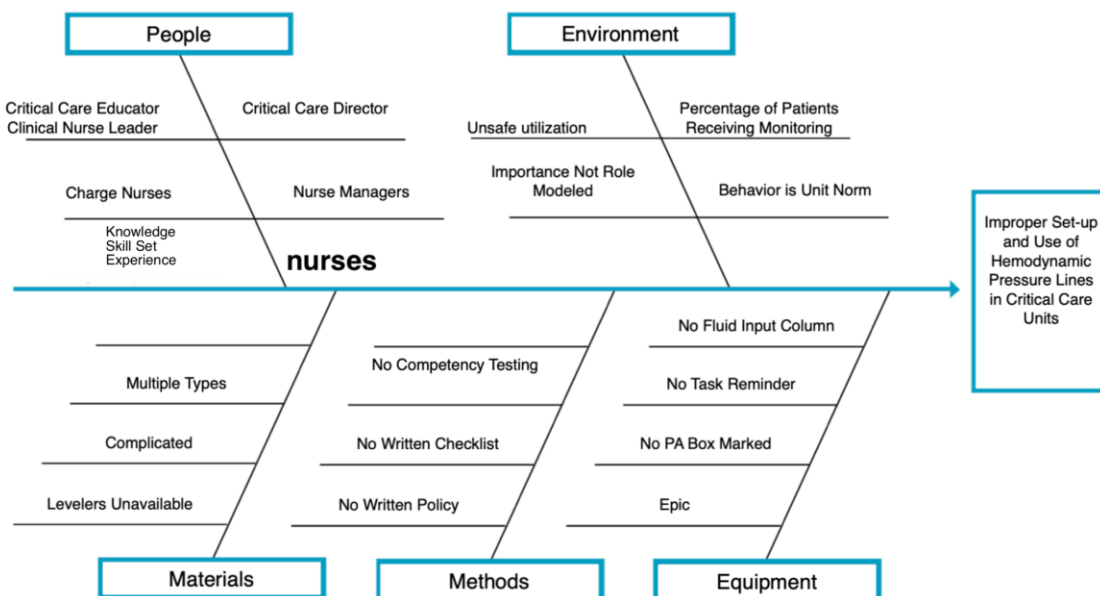 People
Environment
Critical Care Educator
Clinical Nurse Leader
Critical Care Director
Unsafe utilization
Percentage of Patients
Receiving Monitoring
Charge Nurses
Nurse Managers
Importance Not Role
Modeled
Behavior is Unit Norm
Knowledge
Skill Set
Experience
nurses
Improper Set-up
and Use of
Hemodynamic
Pressure Lines
in Critical Care
Units
Multiple Types
Complicated
Levelers Unavailable
No Competency Testing
No Written Checklist
No Written Policy
No Fluid Input Column
No Task Reminder
No PA Box Marked
Epic
Materials
Methods
Equipment